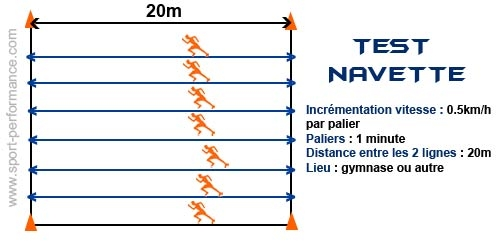 20m
TEST
NAVETTE
Incrémentation vitesse : 0.5km/h
par palier
Paliers : 1 minute
Distance entre les 2 lignes : 20m
Lieu : gymnase ou autre
www.sport-performance.com